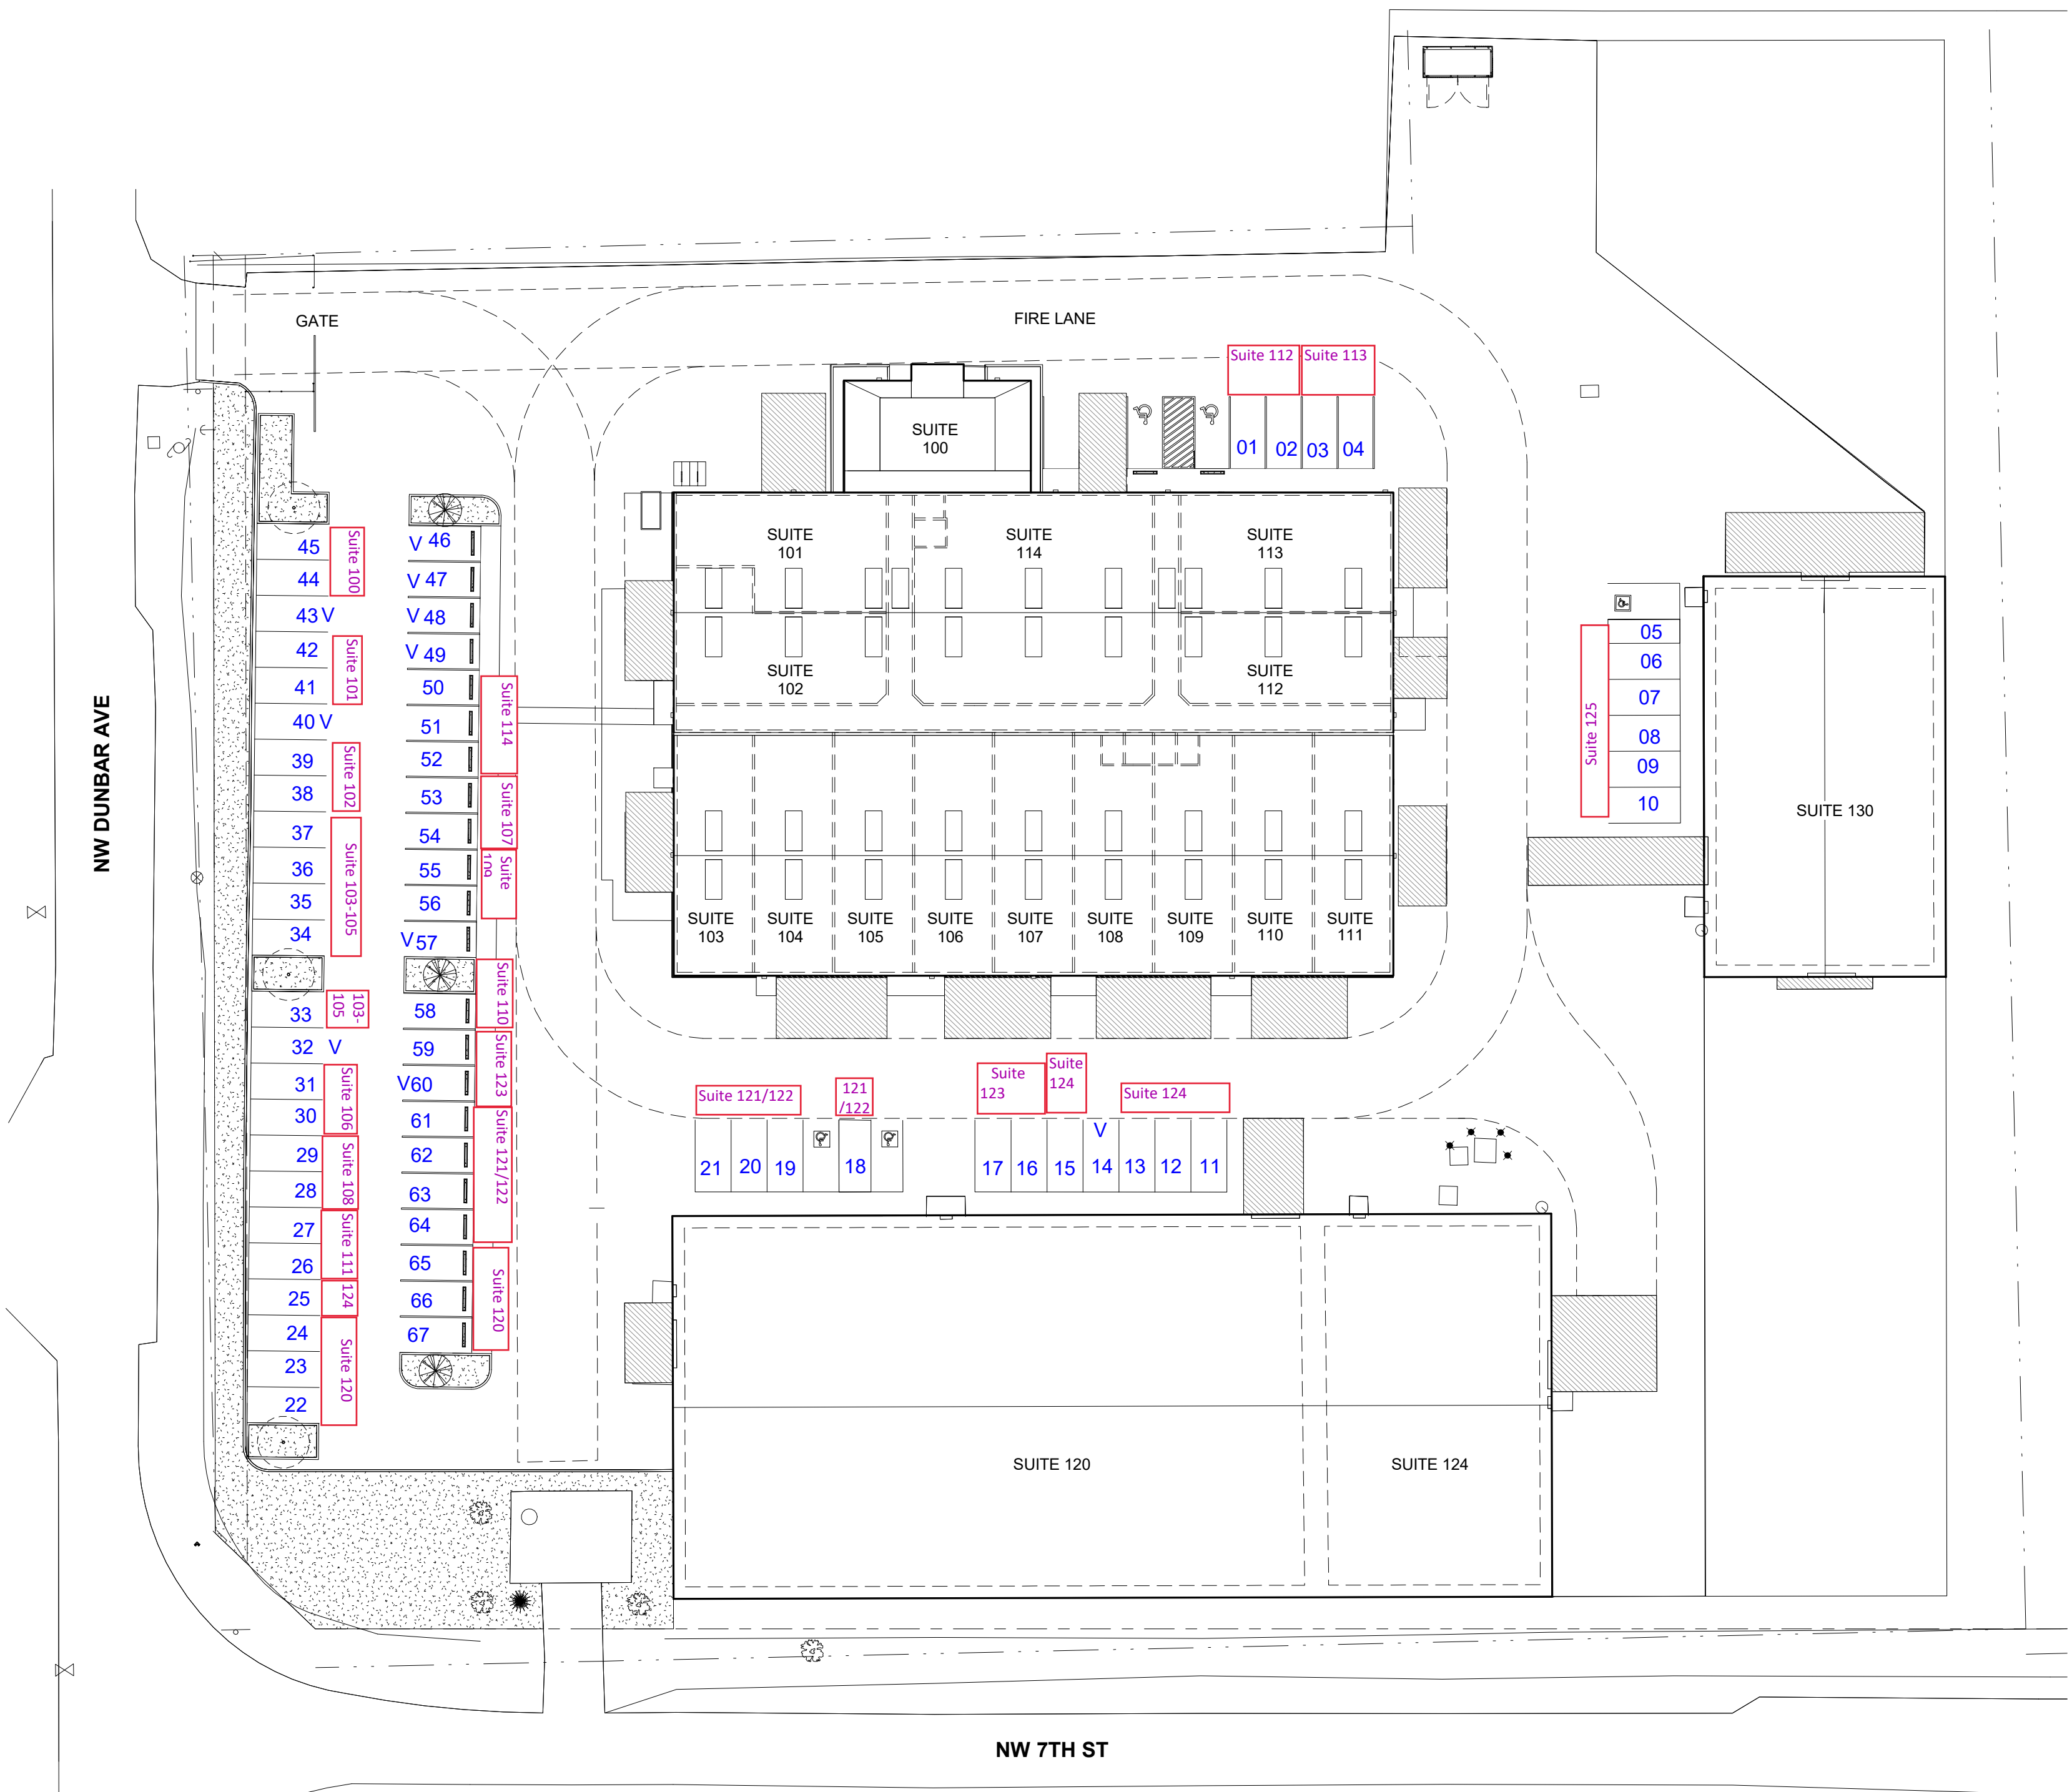 GATE
FIRE LANE
Suite 112
Suite 113
SUITE
100
01
02
03
04
NW DUNBAR AVE
45
44
43 V
42
41
40 V
39
38
37
36
35
34
33
32 V
31
30
29
28
27
26
25
24
23
22
Suite 100
Suite 101
Suite 102
Suite 103-105
103-
105
Suite 106
Suite 108
Suite 111
124
Suite 120
V 46
V 47
V 48
V 49
50
51
52
53
54
55
56
V 57
58
59
V60
61
62
63
64
65
66
67
Suite 114
Suite 107
Suite
109
Suite 110
Suite 123
Suite 121/122
Suite 120
SUITE
101
SUITE
114
SUITE
113
SUITE
102
SUITE
112
SUITE
103
SUITE
104
SUITE
105
SUITE
106
SUITE
107
SUITE
108
SUITE
109
SUITE
110
SUITE
111
Suite 125
05
06
07
08
09
10
SUITE 130
Suite 121/122
121
/122
Suite
123
Suite
124
Suite 124
V
21
20
19
18
17
16
15
14
13
12
11
SUITE 120
SUITE 124
NW 7TH ST